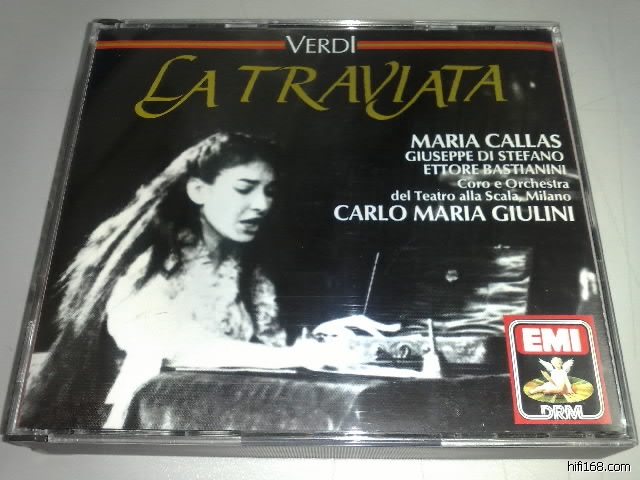 VERDI
LA TRAVIATA
MARIA CALLAS
GIUSEPPE DI STEFANO
ETTORE BASTIANINI
Coro e Orchestra
del Teatro alla Scala, Milano
CARLO MARIA GIULINI
EMI
DRM
hifi168.com